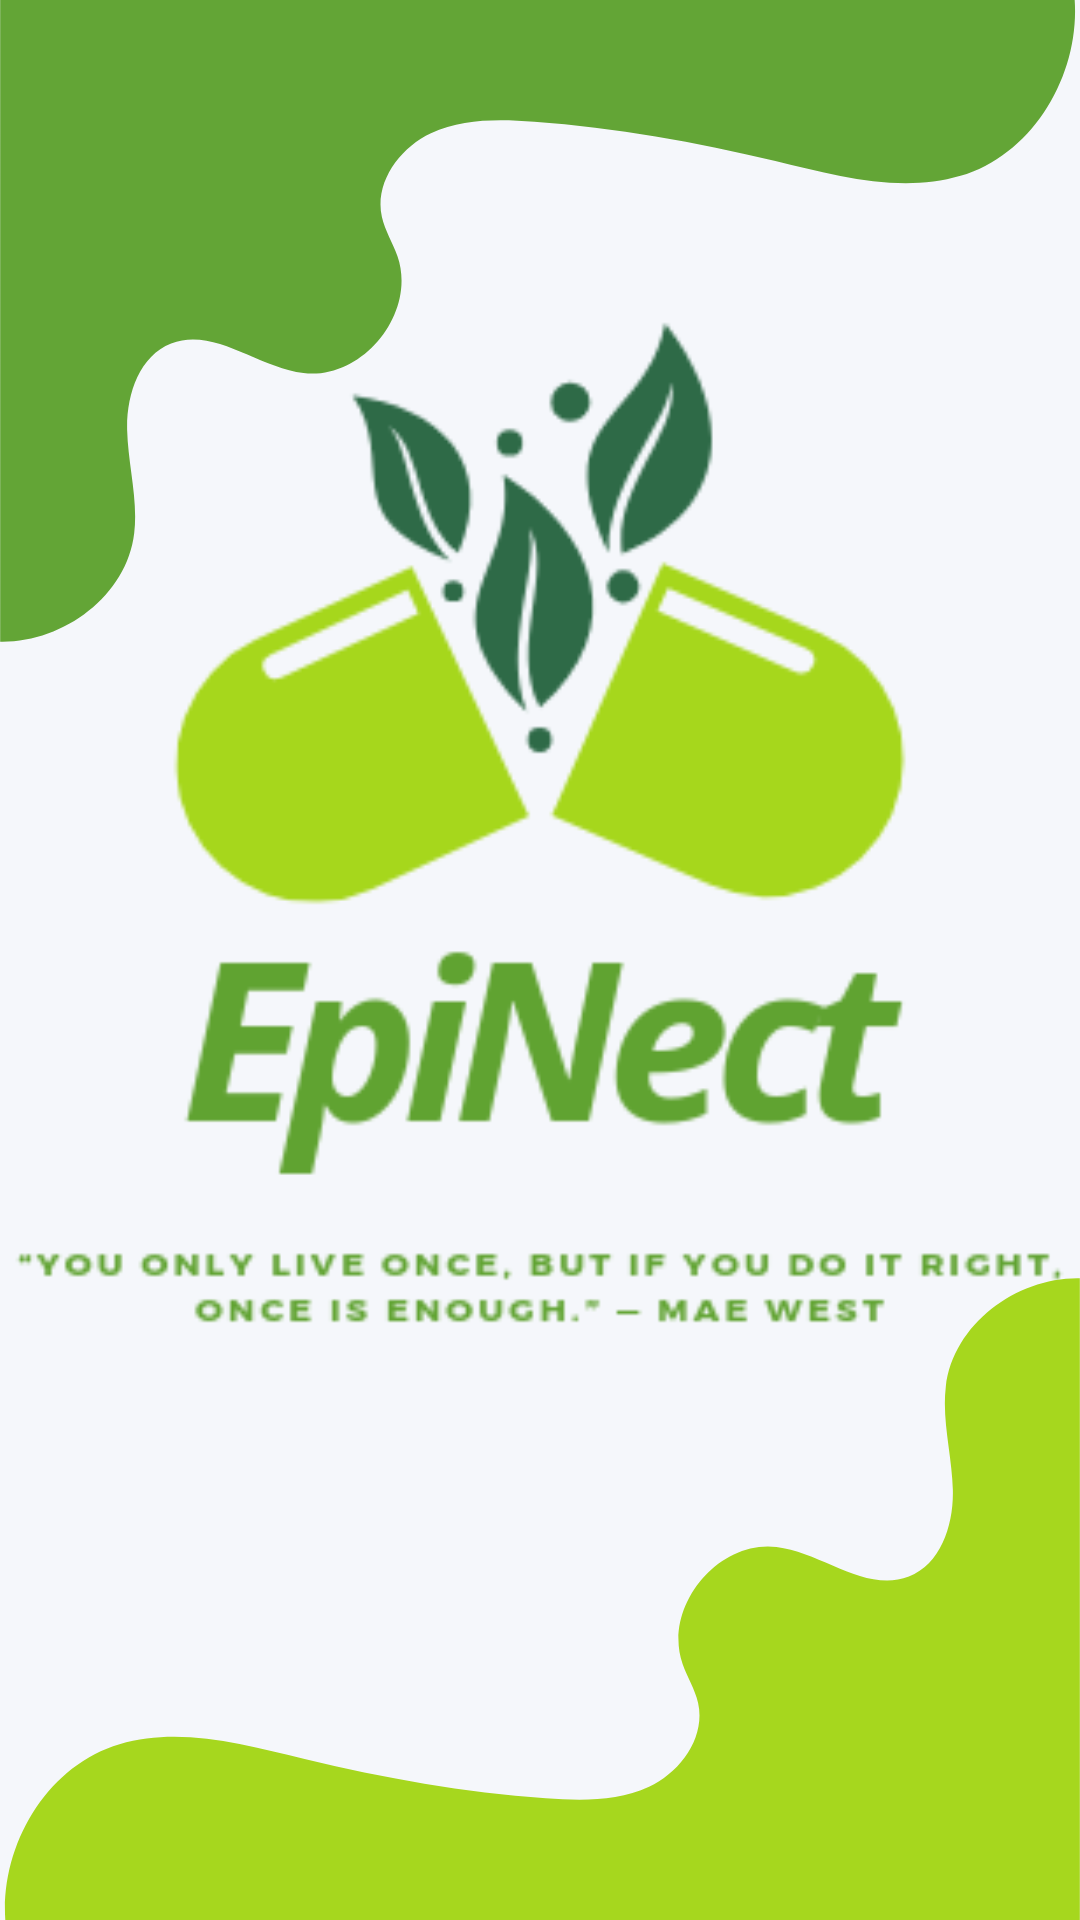 EpiNect
"YOU ONLY LIVE ONCE, BUT IF YOU DO IT RIGHT,
ONCE IS ENOUGH.” – MAE WEST